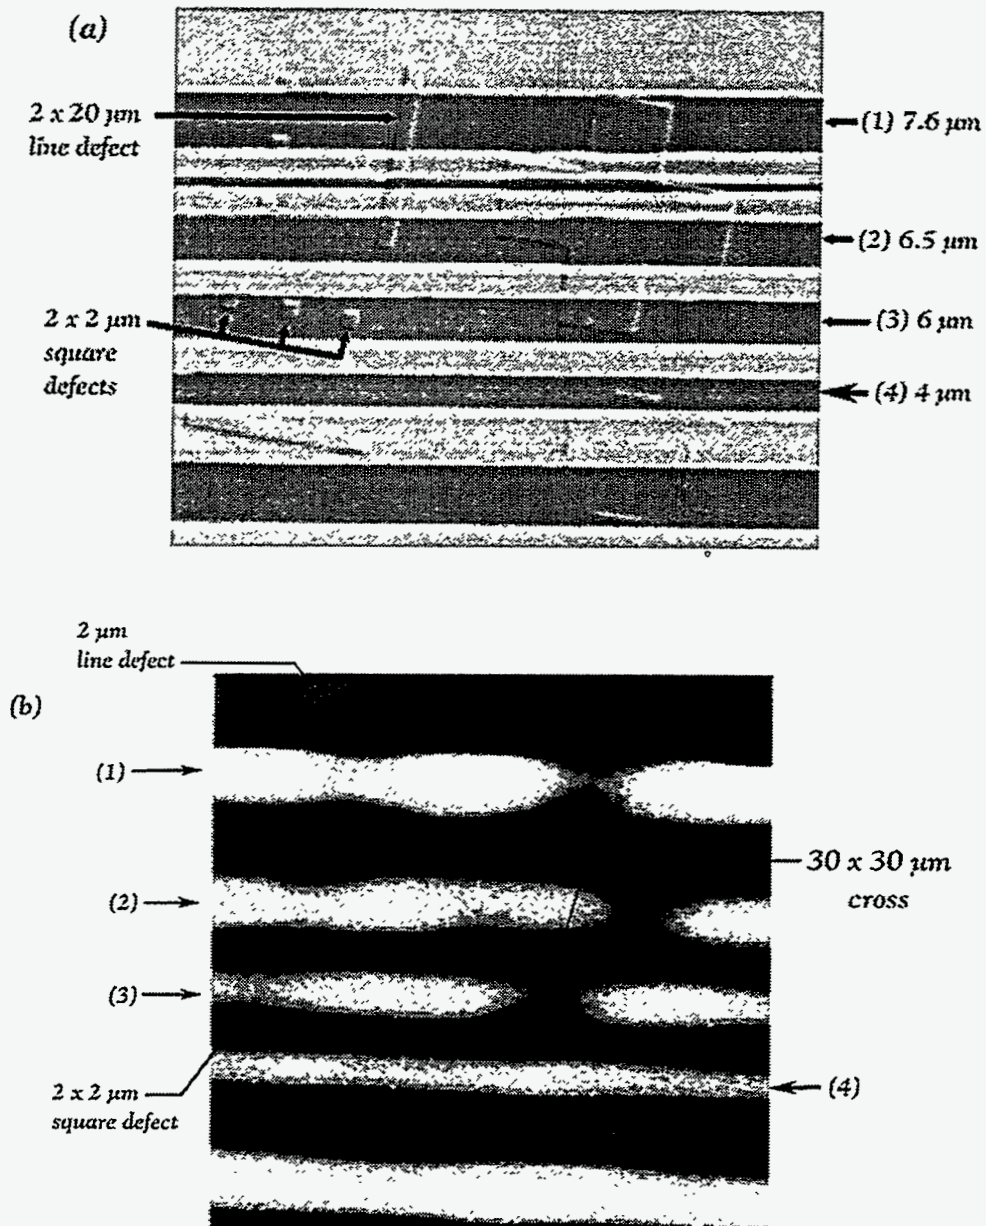 (a)
2 x 20 µm
line defect
(1) 7.6 µm
(2) 6.5 µm
2 x 2 µm
square
defects
(3) 6 µm
(4) 4 µm
2 µm
line defect
(b)
(1)
30 x 30 µm
cross
(2)
(3)
2 x 2 µm
square defect
(4)